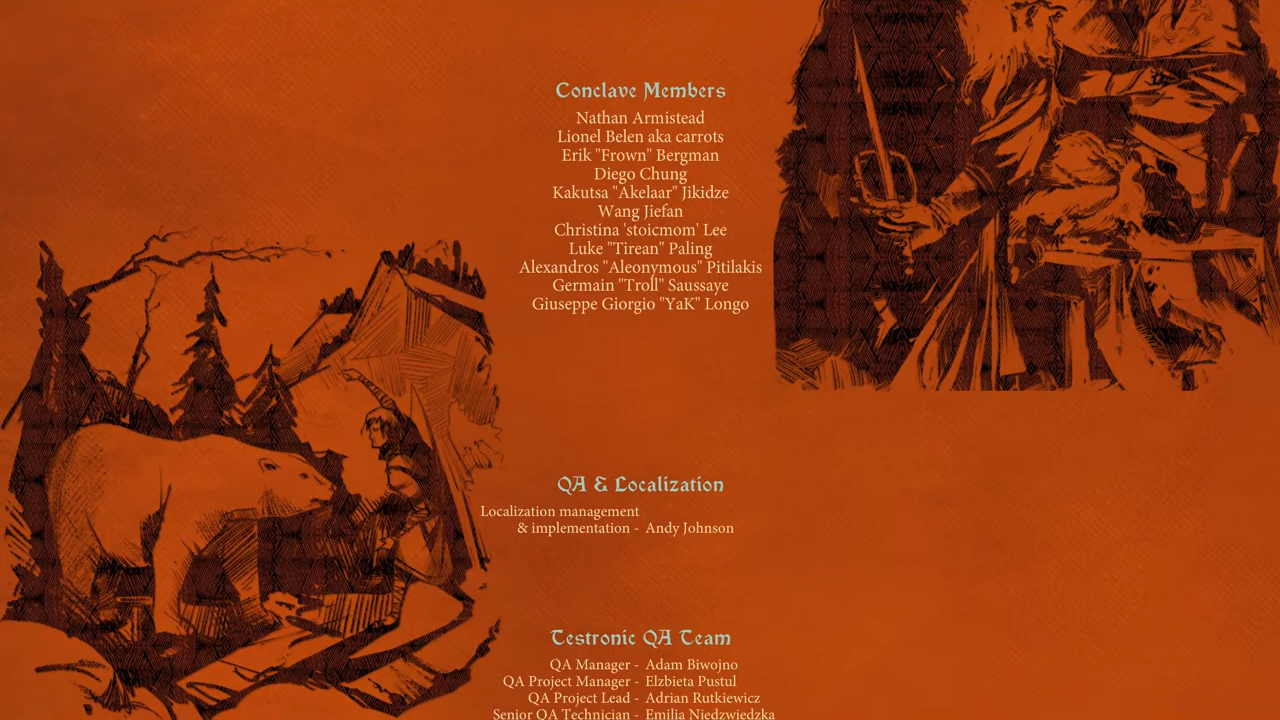 Conclave Members
Nathan Armistead
Lionel Belen aka carrots
Erik "Frown" Bergman
Diego Chung
Kakutsa "Akelaar" Jikidze
Wang Jiefan
Christina 'stoicmom' Lee
Luke "Tirean" Paling
Alexandros "Aleonymous" Pitilakis
Germain "Troll" Saussaye
Giuseppe Giorgio "YaK" Longo
QA & Localization
Localization management
& implementation - Andy Johnson
Testronic QA Team
QA Manager - Adam Biwojno
QA Project Manager - Elzbieta Pustul
QA Project Lead - Adrian Rutkiewicz
Senior QA Technician - Emilia Niedzwiedzka